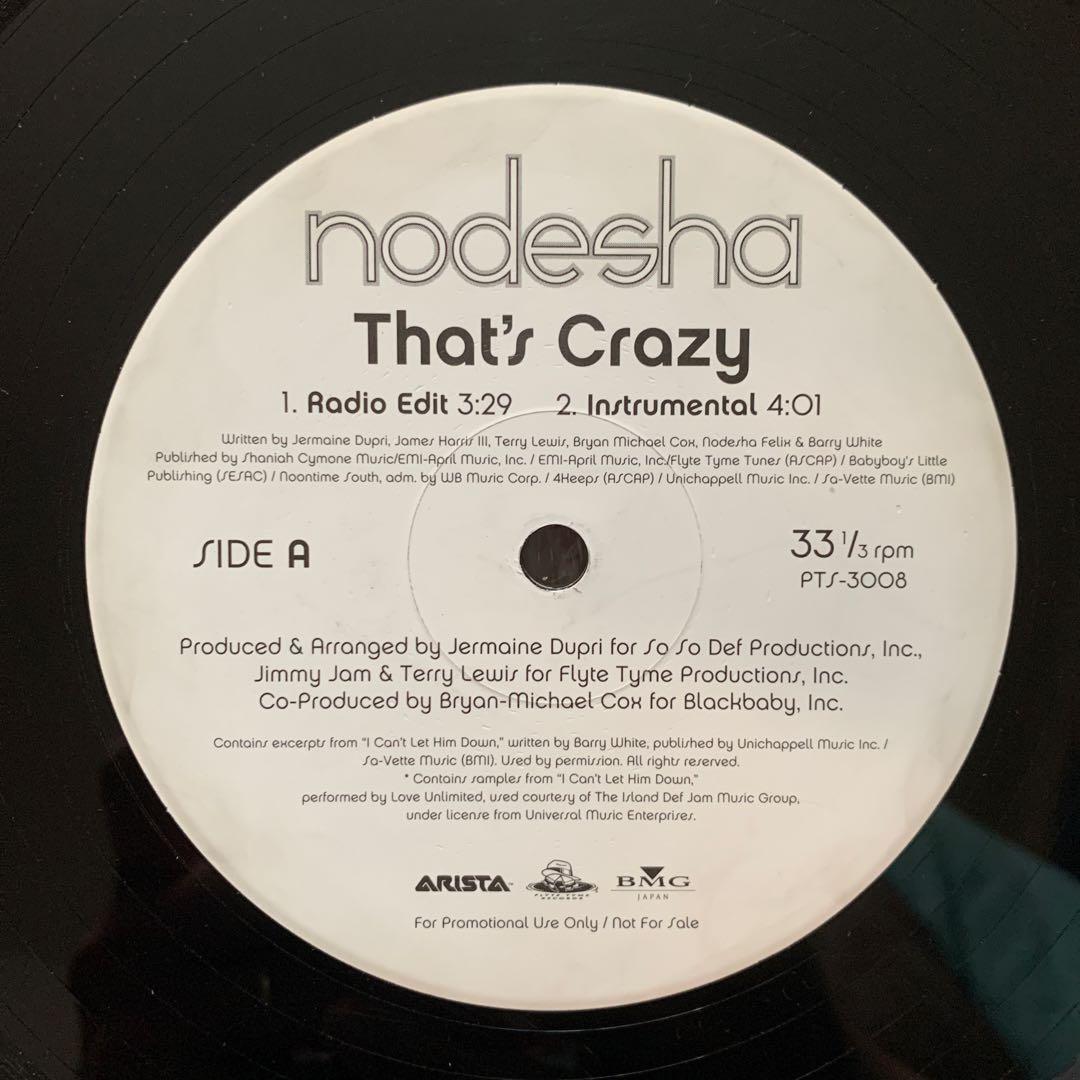 nodesha
That's Crazy
1. Radio Edit 3:29 2. Instrumental 4:01
Written by Jermaine Dupri, James Harris III, Terry Lewis, Bryan Michael Cox, Nodesha Felix & Barry White
Published by Shaniah Cymone Music/EMI-April Music, Inc. / EMI-April Music, Inc./Flyte Tyme Tunes (ASCAP) / Babyboy's Little
Publishing (SESAC) / Noontime South, adm. by WB Music Corp. / 4Heeps (ASCAP) / Unichappell Music Inc. / Sa-Vette Music (BMI)
SIDE A
33 1/3 rpm
PTS-3008
Produced & Arranged by Jermaine Dupri for So So Def Productions, Inc.,
Jimmy Jam & Terry Lewis for Flyte Tyme Productions, Inc.
Co-Produced by Bryan-Michael Cox for Blackbaby, Inc.
Contains excerpts from "I Can't Let Him Down," written by Barry White, published by Unichappell Music Inc. /
Sa-Vette Music (BMI). Used by permission. All rights reserved.
* Contains samples from "I Can't Let Him Down,"
performed by Love Unlimited, used courtesy of The Island Def Jam Music Group,
under license from Universal Music Enterprises.
ARISTA™
FLYTE TYME
RECORDS
BMG
JAPAN
For Promotional Use Only / Not For Sale